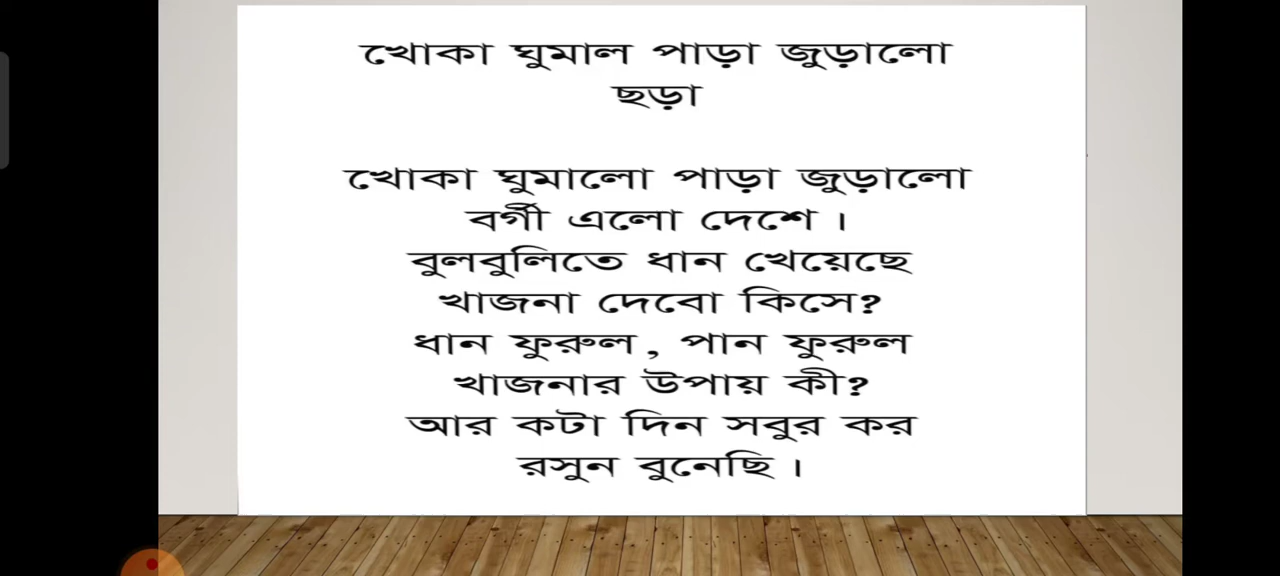 খোকা ঘুমাল পাড়া জুড়ালো
ছড়া
খোকা ঘুমালো পাড়া জুড়ালো
বর্গী এলো দেশে।
বুলবুলিতে ধান খেয়েছে
খাজনা দেবো কিসে?
ধান ফুরুল, পান ফুরুল
খাজনার উপায় কী?
আর কটা দিন সবুর কর
রসুন বুনেছি।